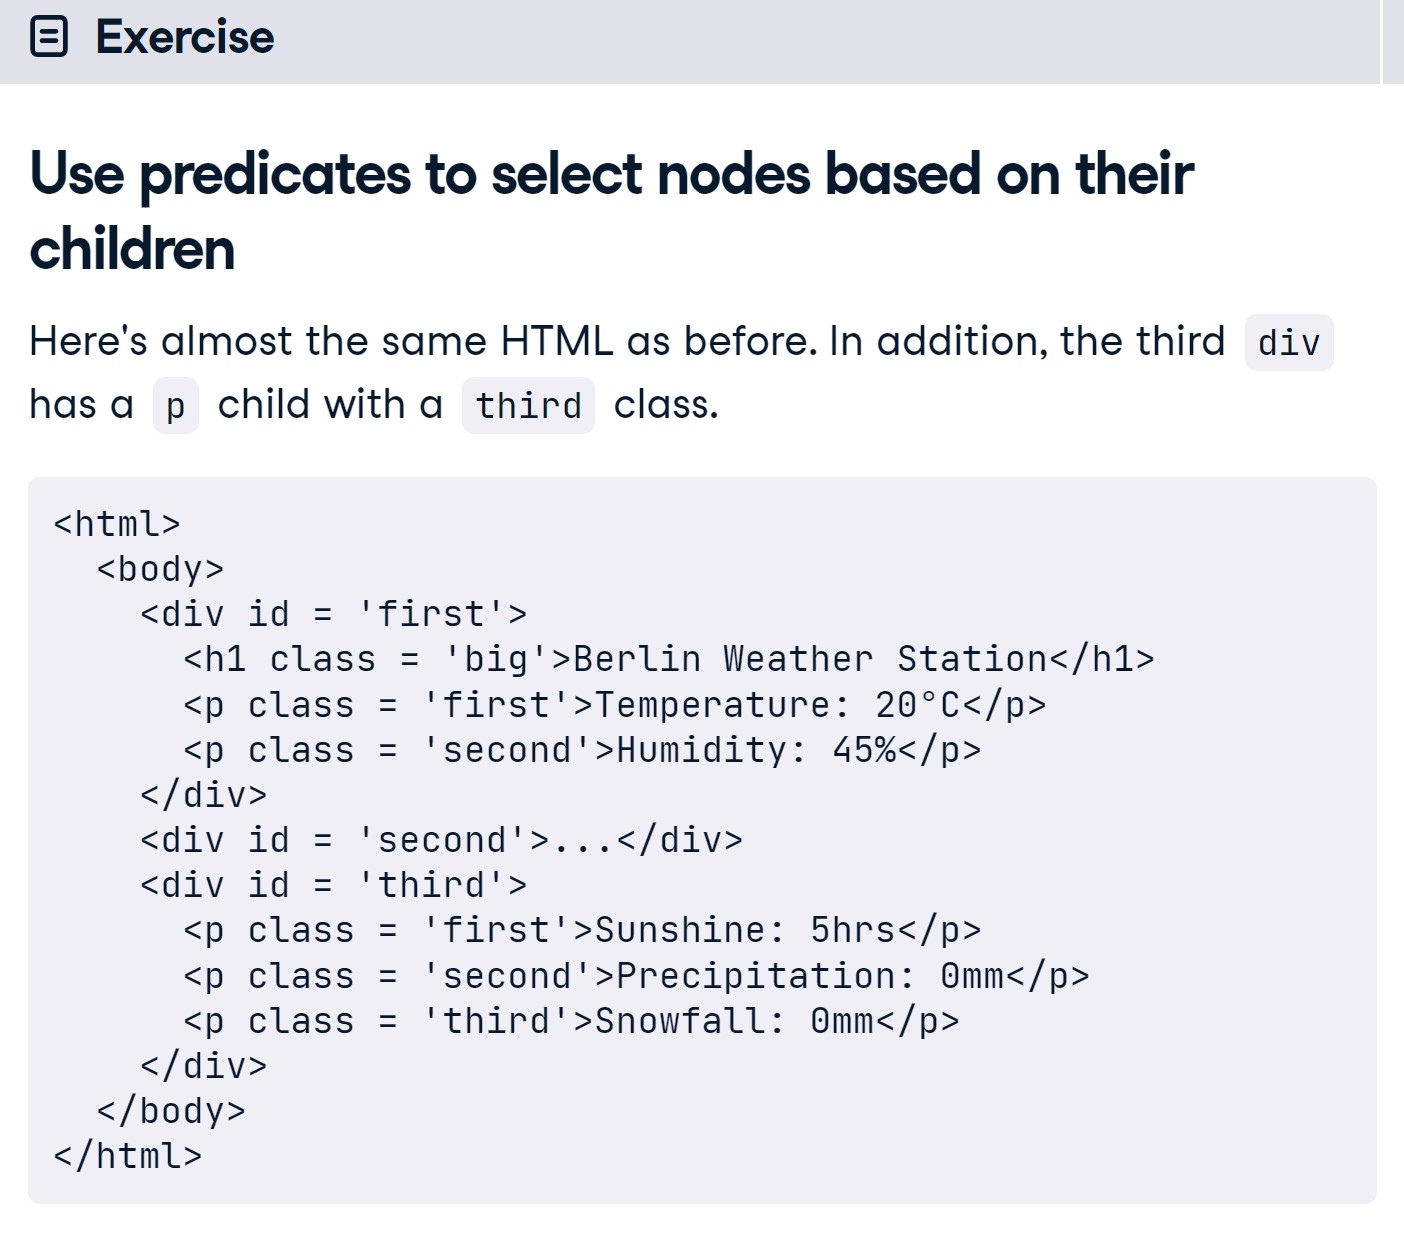 Exercise
Use predicates to select nodes based on their
children
Here's almost the same HTML as before. In addition, the third div
has a p child with a third class.
<html>
  <body>
    <div id = 'first'>
      <h1 class = 'big'>Berlin Weather Station</h1>
      <p class = 'first'>Temperature: 20°C</p>
      <p class = 'second'>Humidity: 45%</p>
    </div>
    <div id = 'second'>...</div>
    <div id = 'third'>
      <p class = 'first'>Sunshine: 5hrs</p>
      <p class = 'second'>Precipitation: 0mm</p>
      <p class = 'third'>Snowfall: 0mm</p>
    </div>
  </body>
</html>